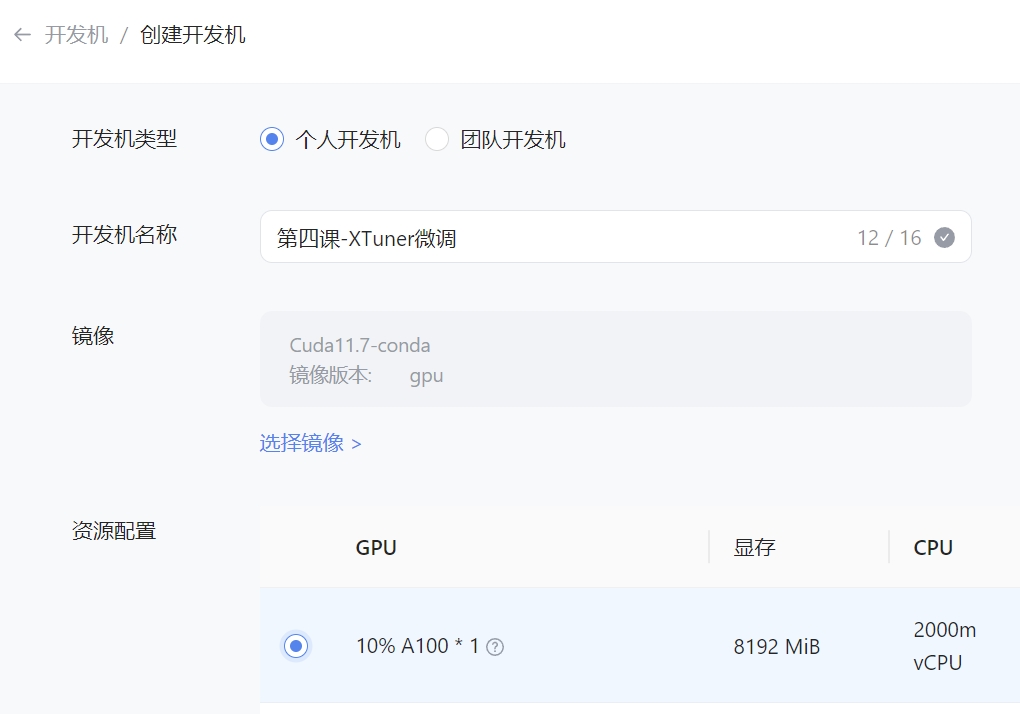 ← 开发机 / 创建开发机
开发机类型 个人开发机 团队开发机
开发机名称 第四课-XTuner微调 12 / 16
镜像
Cuda11.7-conda
镜像版本: gpu
选择镜像 >
资源配置
GPU 显存 CPU
10% A100 * 1 ? 8192 MiB 2000m
vCPU